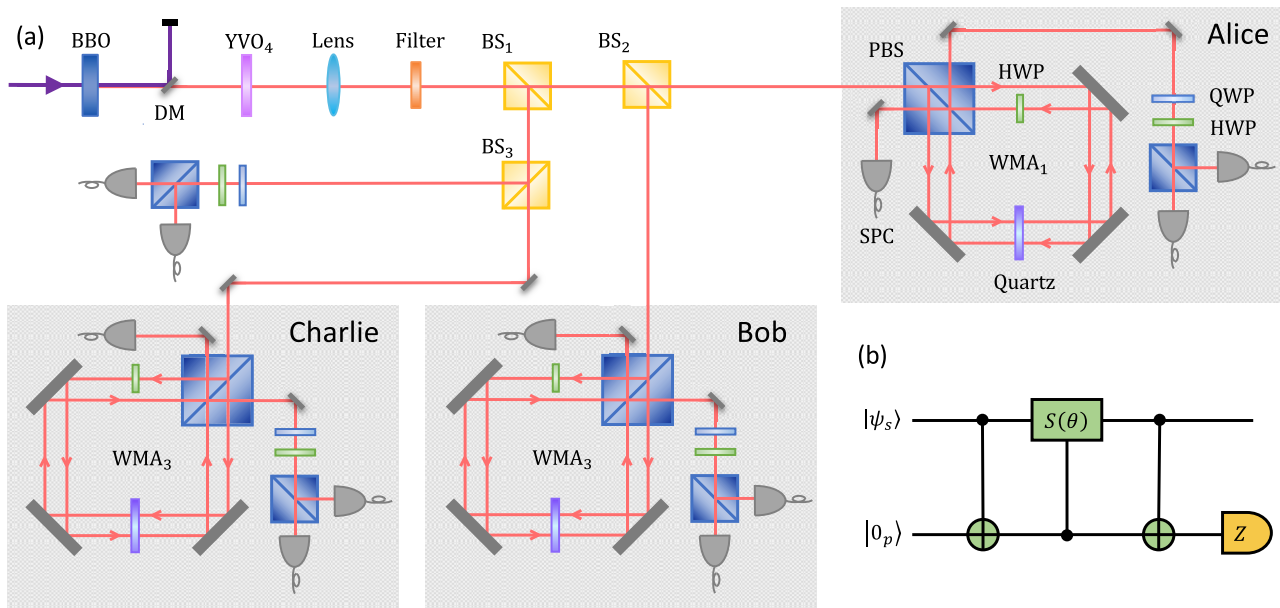 (a)
BBO
DM
YVO₄
Lens
Filter
BS₁
BS₂
BS₃
Alice
PBS
HWP
QWP
HWP
WMA₁
SPC
Quartz
Charlie
WMA₃
Bob
WMA₃
(b)
|ψₛ⟩
S(θ)
|0ₚ⟩
Z